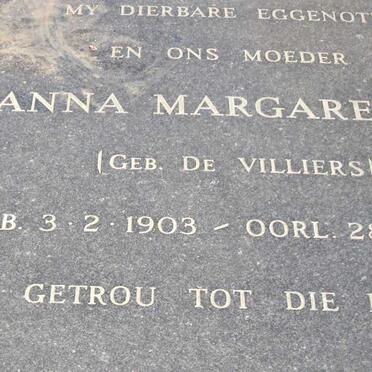 MY DIERBARE EGGENOT
EN ONS MOEDER
ANNA MARGARE
(GEB. DE VILLIERS)
B. 3·2·1903 – OORL. 28
GETROU TOT DIE